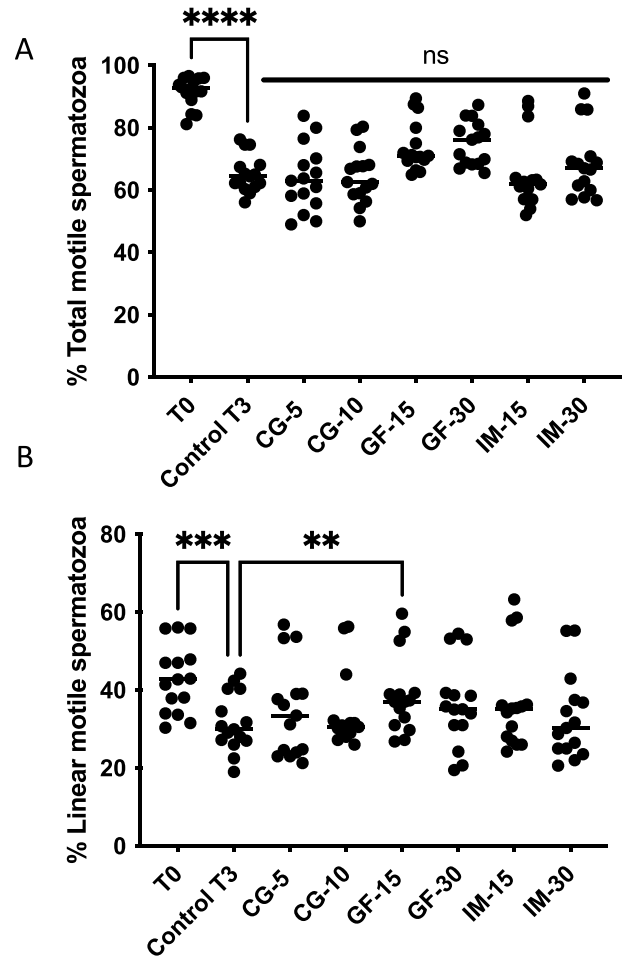 A
****
ns
% Total motile spermatozoa
100
80
60
40
20
0
T0
Control T3
CG-5
CG-10
GF-15
GF-30
IM-15
IM-30
B
***
**
% Linear motile spermatozoa
80
60
40
20
0
T0
Control T3
CG-5
CG-10
GF-15
GF-30
IM-15
IM-30